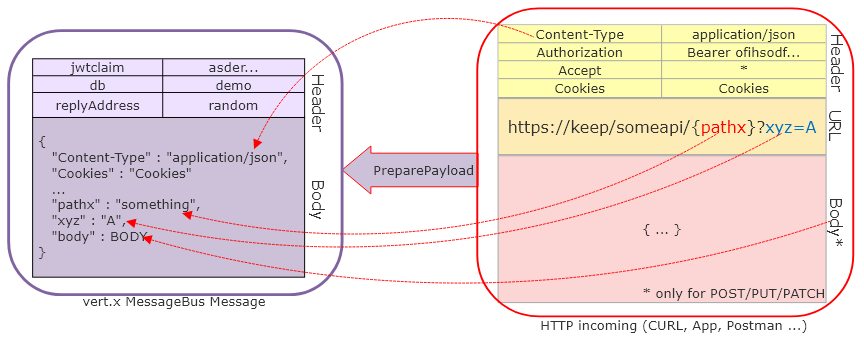 jwtclaim asder...
db demo
replyAddress random
Header
{
"Content-Type" : "application/json",
"Cookies" : "Cookies"
...
"pathx" : "something",
"xyz" : "A",
"body" : BODY
}
Body
vert.x MessageBus Message
PreparePayload
Content-Type application/json
Authorization Bearer ofihsodf...
Accept *
Cookies Cookies
Header
https://keep/someapi/{pathx}?xyz=A
URL
{ ... }
Body*
* only for POST/PUT/PATCH
HTTP incoming (CURL, App, Postman ...)